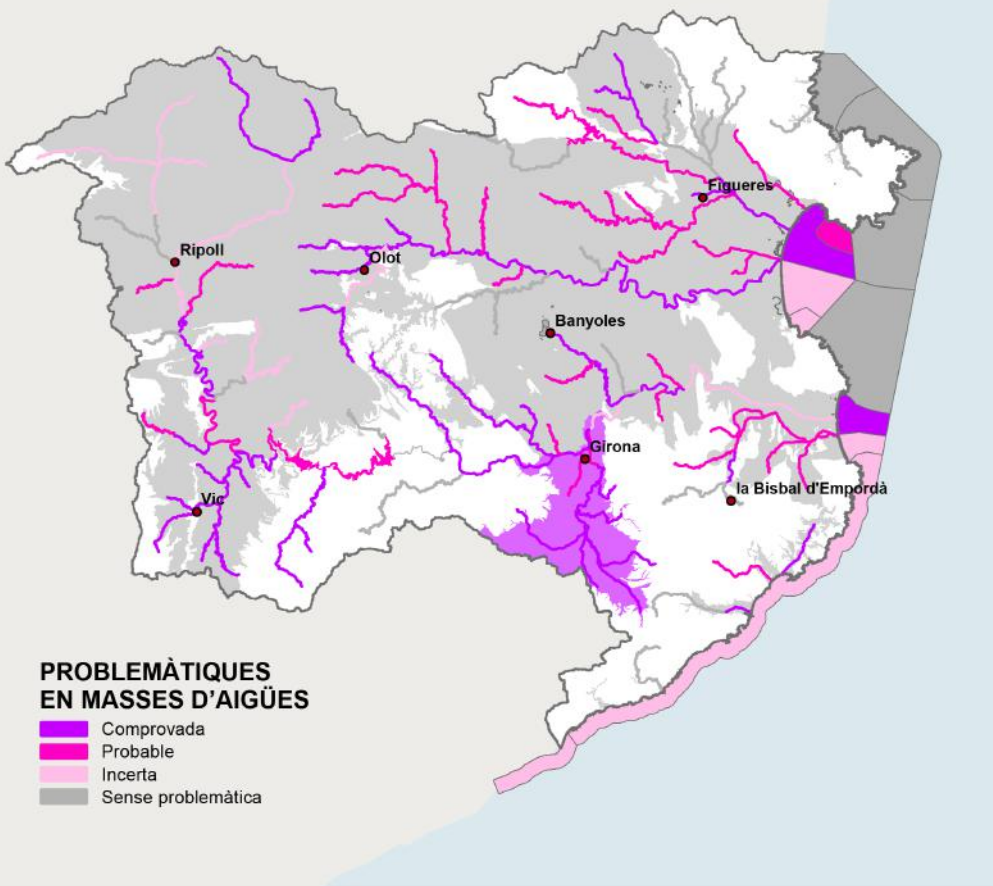 Figueres
Ripoll
Olot
Banyoles
Girona
la Bisbal d'Empordà
Vic
PROBLEMÀTIQUES
EN MASSES D'AIGÜES
Comprovada
Probable
Incerta
Sense problemàtica